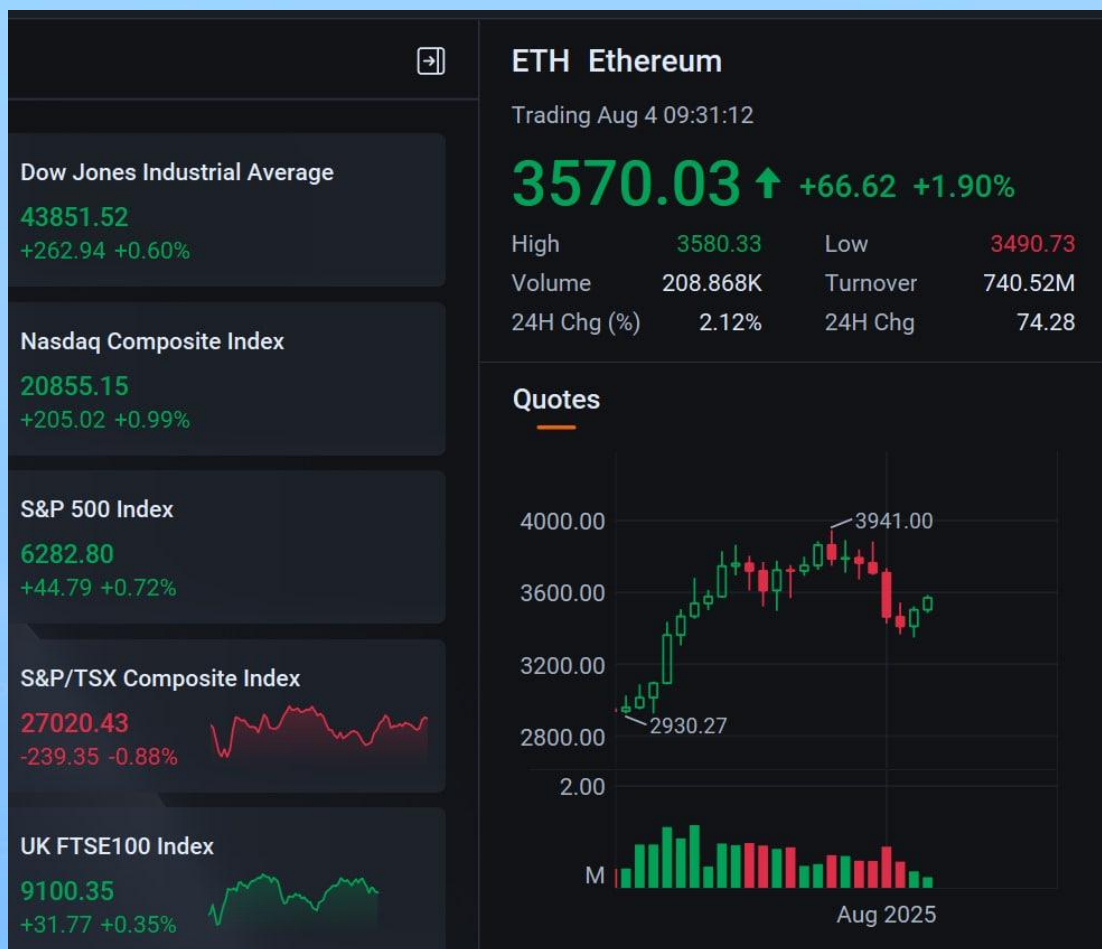 Dow Jones Industrial Average
43851.52
+262.94 +0.60%
Nasdaq Composite Index
20855.15
+205.02 +0.99%
S&P 500 Index
6282.80
+44.79 +0.72%
S&P/TSX Composite Index
27020.43
-239.35 -0.88%
UK FTSE100 Index
9100.35
+31.77 +0.35%
ETH Ethereum
Trading Aug 4 09:31:12
3570.03 +66.62 +1.90%
High 3580.33 Low 3490.73
Volume 208.868K Turnover 740.52M
24H Chg (%) 2.12% 24H Chg 74.28
Quotes
4000.00
3941.00
3600.00
3200.00
2930.27
2800.00
2.00
M
Aug 2025